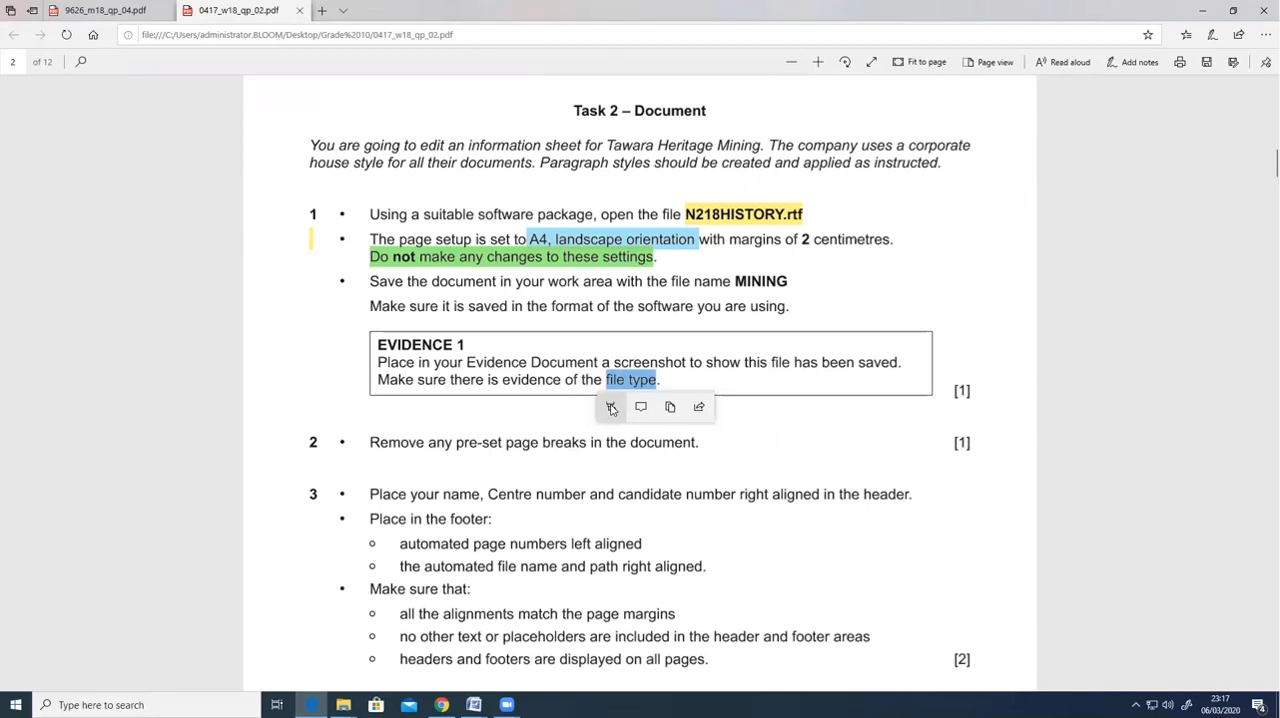 9626_m18_qp_04.pdf
0417_w18_qp_02.pdf
file:///C:/Users/administrator.BLOOM/Desktop/Grade%2010/0417_w18_qp_02.pdf
2 of 12
Fit to page
Page view
Read aloud
Add notes
Task 2 – Document
You are going to edit an information sheet for Tawara Heritage Mining. The company uses a corporate
house style for all their documents. Paragraph styles should be created and applied as instructed.
1 • Using a suitable software package, open the file N218HISTORY.rtf
• The page setup is set to A4, landscape orientation with margins of 2 centimetres.
Do not make any changes to these settings.
• Save the document in your work area with the file name MINING
Make sure it is saved in the format of the software you are using.
EVIDENCE 1
Place in your Evidence Document a screenshot to show this file has been saved.
Make sure there is evidence of the file type.
[1]
2 • Remove any pre-set page breaks in the document. [1]
3 • Place your name, Centre number and candidate number right aligned in the header.
• Place in the footer:
○ automated page numbers left aligned
○ the automated file name and path right aligned.
• Make sure that:
○ all the alignments match the page margins
○ no other text or placeholders are included in the header and footer areas
○ headers and footers are displayed on all pages. [2]
Type here to search
23:17
06/03/2020
4